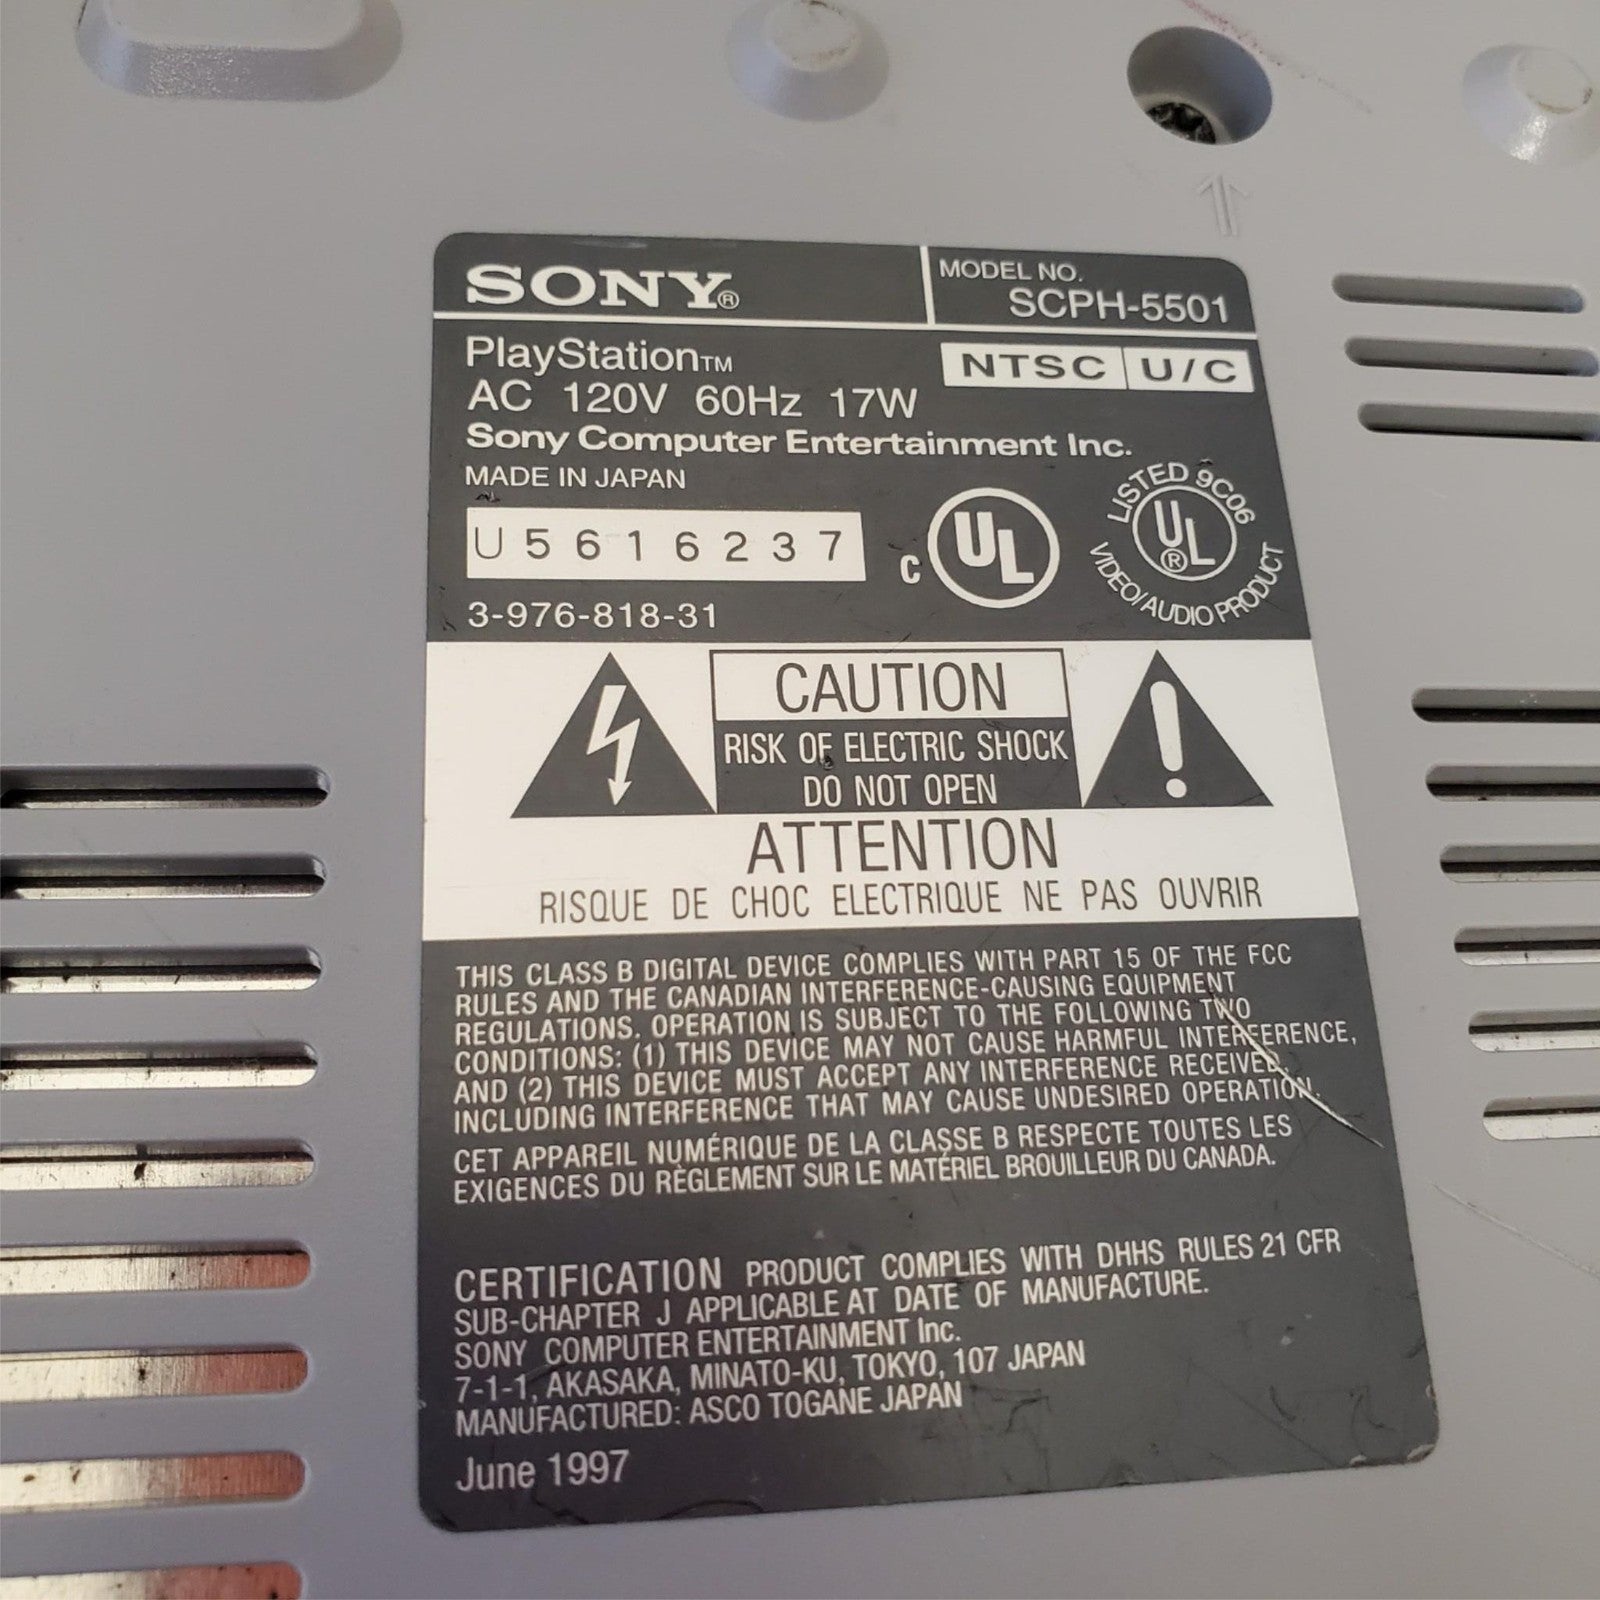 SONY®
MODEL NO.
SCPH-5501
PlayStation™
NTSC U/C
AC 120V 60Hz 17W
Sony Computer Entertainment Inc.
MADE IN JAPAN
U5616237
3-976-818-31
C UL
LISTED 9C06
UL®
VIDEO/AUDIO PRODUCT
CAUTION
RISK OF ELECTRIC SHOCK
DO NOT OPEN
ATTENTION
RISQUE DE CHOC ELECTRIQUE NE PAS OUVRIR
THIS CLASS B DIGITAL DEVICE COMPLIES WITH PART 15 OF THE FCC
RULES AND THE CANADIAN INTERFERENCE-CAUSING EQUIPMENT
REGULATIONS. OPERATION IS SUBJECT TO THE FOLLOWING TWO
CONDITIONS: (1) THIS DEVICE MAY NOT CAUSE HARMFUL INTERFERENCE,
AND (2) THIS DEVICE MUST ACCEPT ANY INTERFERENCE RECEIVED,
INCLUDING INTERFERENCE THAT MAY CAUSE UNDESIRED OPERATION.
CET APPAREIL NUMÉRIQUE DE LA CLASSE B RESPECTE TOUTES LES
EXIGENCES DU RÈGLEMENT SUR LE MATÉRIEL BROUILLEUR DU CANADA.
CERTIFICATION PRODUCT COMPLIES WITH DHHS RULES 21 CFR
SUB-CHAPTER J APPLICABLE AT DATE OF MANUFACTURE.
SONY COMPUTER ENTERTAINMENT Inc.
7-1-1, AKASAKA, MINATO-KU, TOKYO, 107 JAPAN
MANUFACTURED: ASCO TOGANE JAPAN
June 1997